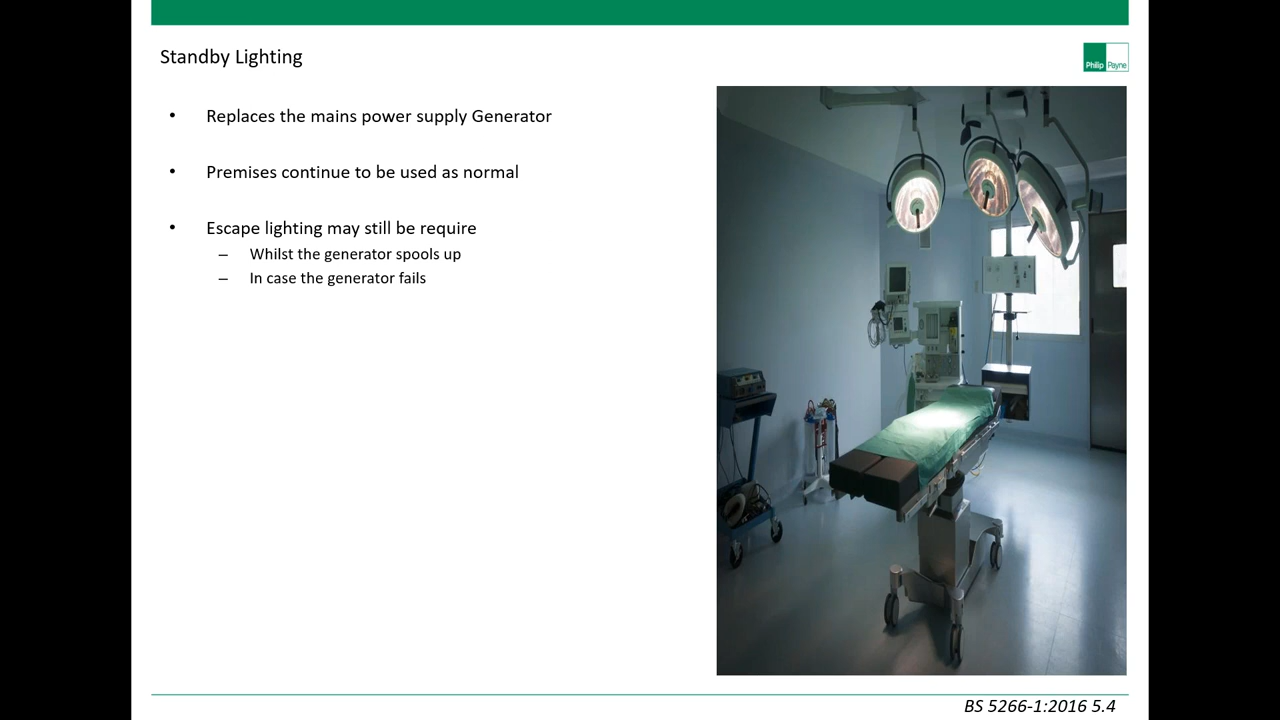 Standby Lighting
Philip Payne
• Replaces the mains power supply Generator
• Premises continue to be used as normal
• Escape lighting may still be require
– Whilst the generator spools up
– In case the generator fails
BS 5266-1:2016 5.4